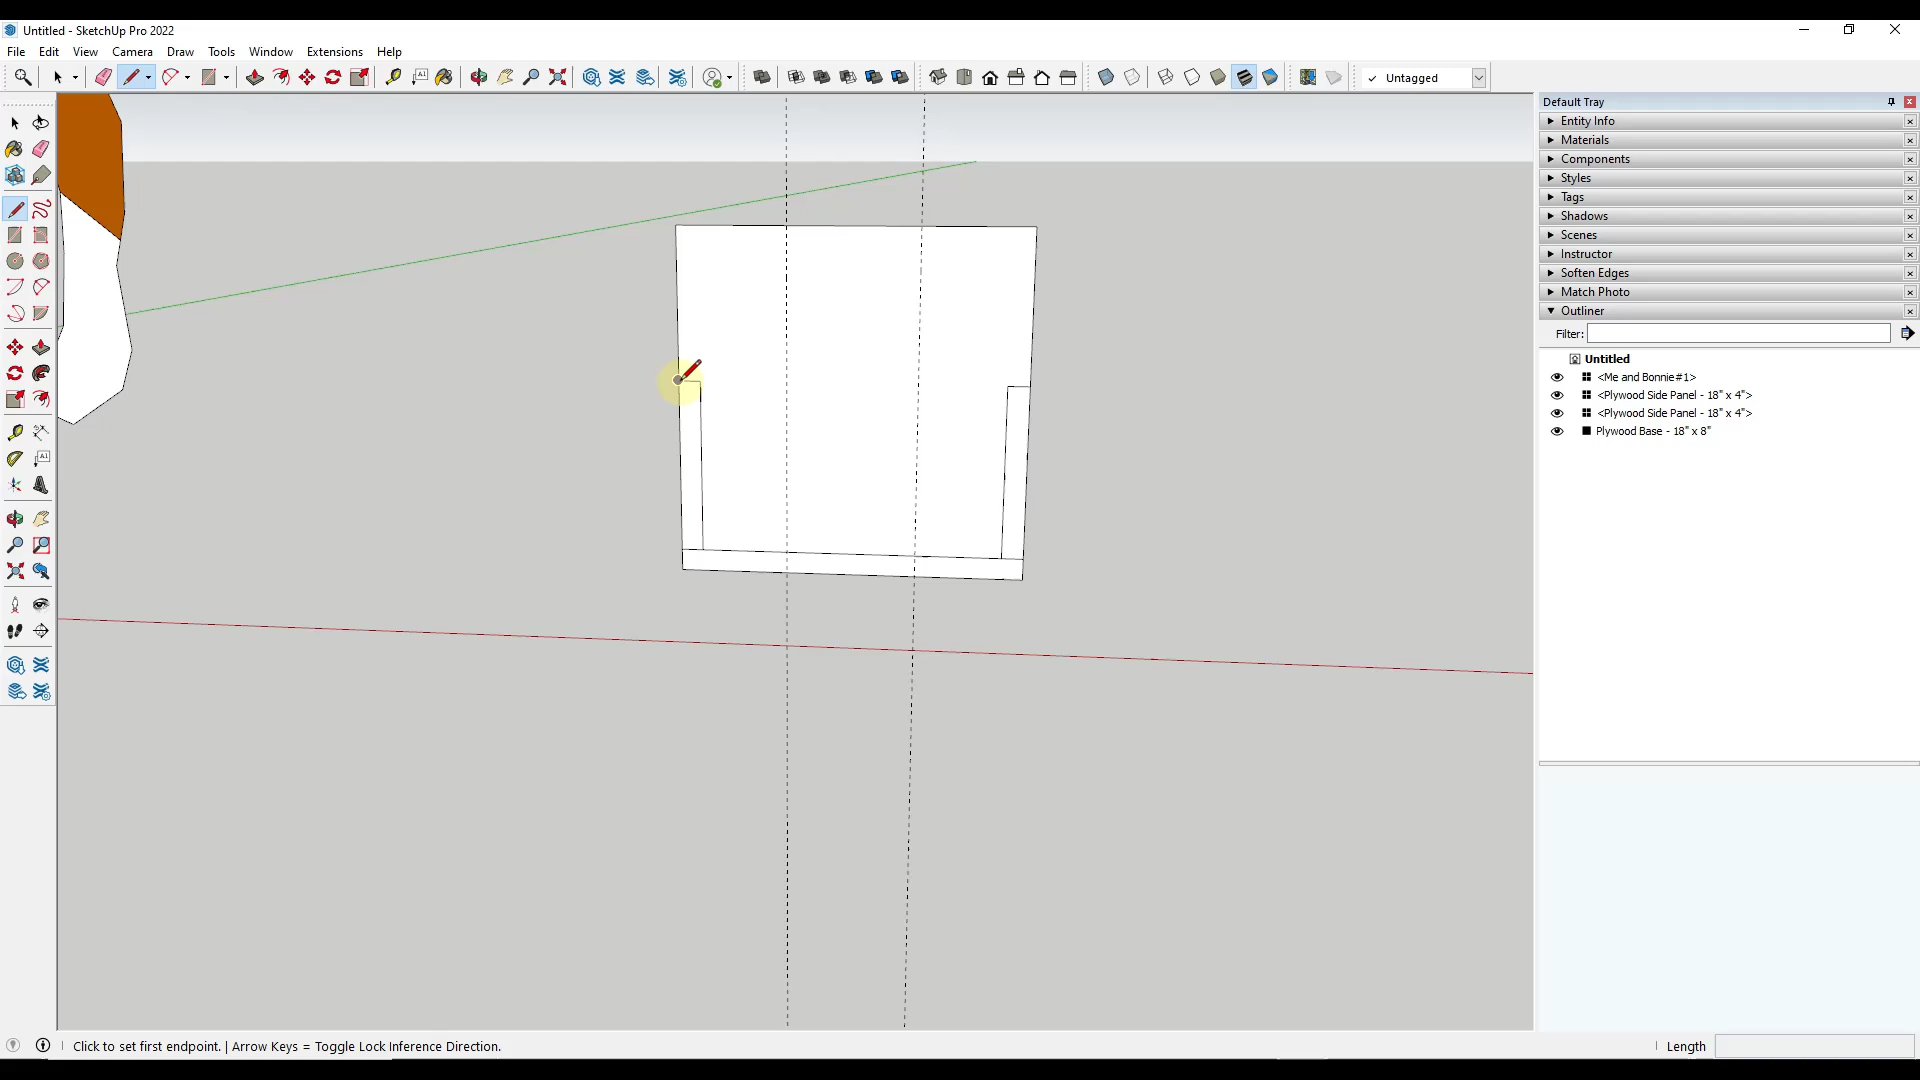 Untitled - SketchUp Pro 2022
File Edit View Camera Draw Tools Window Extensions Help
A1
Untagged
Default Tray
Entity Info
Materials
Components
Styles
Tags
Shadows
Scenes
Instructor
Soften Edges
Match Photo
Outliner
Filter:
Untitled
<Me and Bonnie#1>
<Plywood Side Panel - 18" x 4">
<Plywood Side Panel - 18" x 4">
Plywood Base - 18" x 8"
A1
Click to set first endpoint. | Arrow Keys = Toggle Lock Inference Direction.
Length